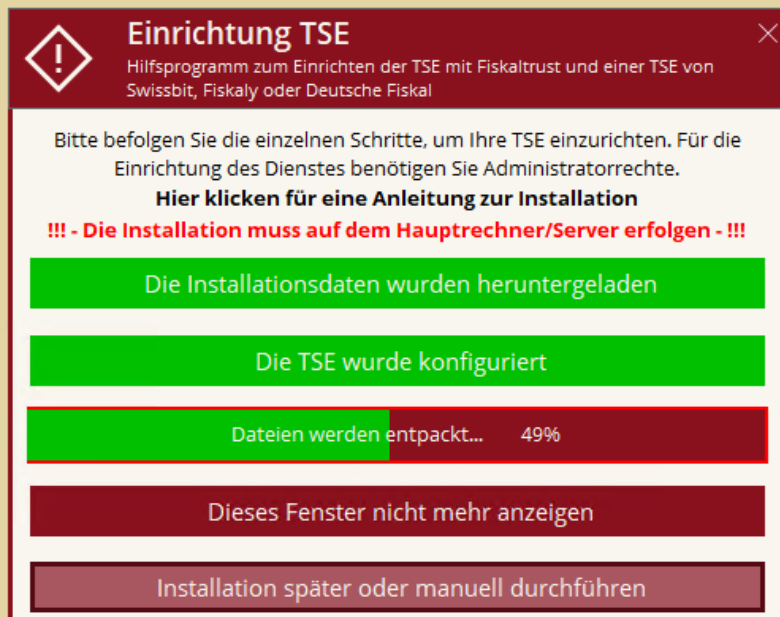 Einrichtung TSE
Hilfsprogramm zum Einrichten der TSE mit Fiskaltrust und einer TSE von
Swissbit, Fiskaly oder Deutsche Fiskal
Bitte befolgen Sie die einzelnen Schritte, um Ihre TSE einzurichten. Für die
Einrichtung des Dienstes benötigen Sie Administratorrechte.
Hier klicken für eine Anleitung zur Installation
!!! - Die Installation muss auf dem Hauptrechner/Server erfolgen - !!!
Die Installationsdaten wurden heruntergeladen
Die TSE wurde konfiguriert
Dateien werden entpackt... 49%
Dieses Fenster nicht mehr anzeigen
Installation später oder manuell durchführen